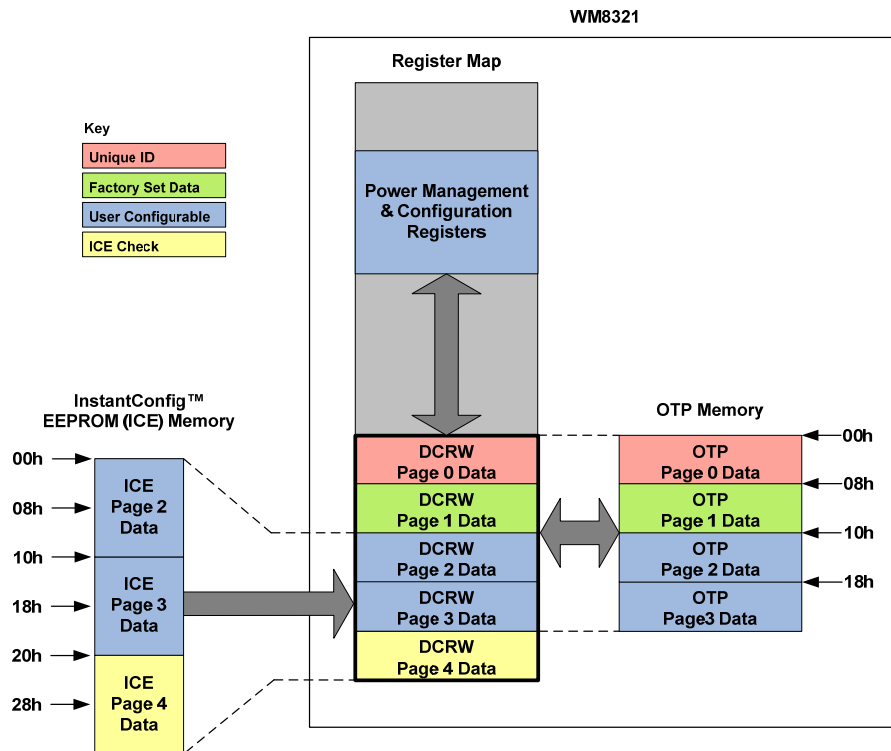 WM8321
Register Map
Key
Unique ID
Factory Set Data
User Configurable
ICE Check
Power Management
& Configuration
Registers
InstantConfig™
EEPROM (ICE) Memory
00h
08h
10h
18h
20h
28h
ICE
Page 2
Data
ICE
Page 3
Data
ICE
Page 4
Data
DCRW
Page 0 Data
DCRW
Page 1 Data
DCRW
Page 2 Data
DCRW
Page 3 Data
DCRW
Page 4 Data
OTP Memory
OTP
Page 0 Data
OTP
Page 1 Data
OTP
Page 2 Data
OTP
Page3 Data
00h
08h
10h
18h